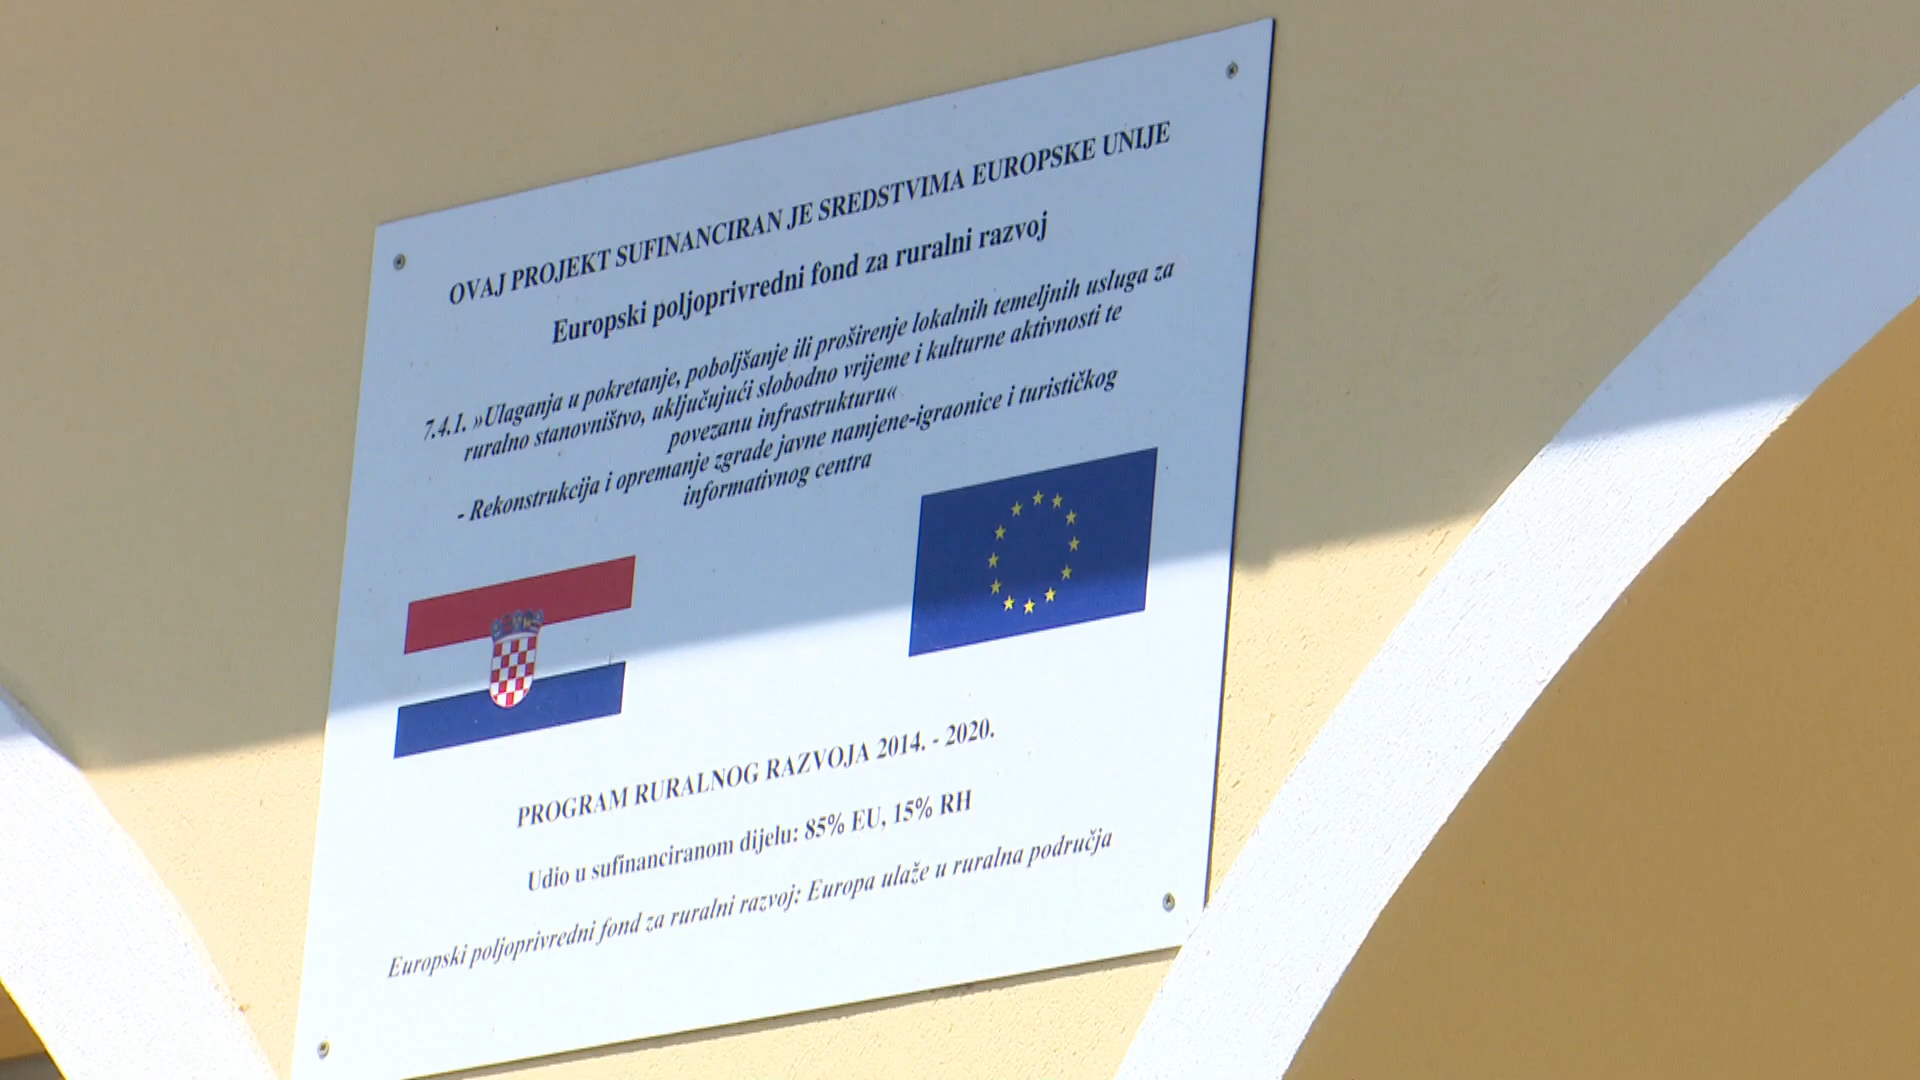 OVAJ PROJEKT SUFINANCIRAN JE SREDSTVIMA EUROPSKE UNIJE
Europski poljoprivredni fond za ruralni razvoj
7.4.1. »Ulaganja u pokretanje, poboljšanje ili proširenje lokalnih temeljnih usluga za
ruralno stanovništvo, uključujući slobodno vrijeme i kulturne aktivnosti te
povezanu infrastrukturu«
- Rekonstrukcija i opremanje zgrade javne namjene-igraonice i turističkog
informativnog centra
PROGRAM RURALNOG RAZVOJA 2014. - 2020.
Udio u sufinanciranom dijelu: 85% EU, 15% RH
Europski poljoprivredni fond za ruralni razvoj: Europa ulaže u ruralna područja